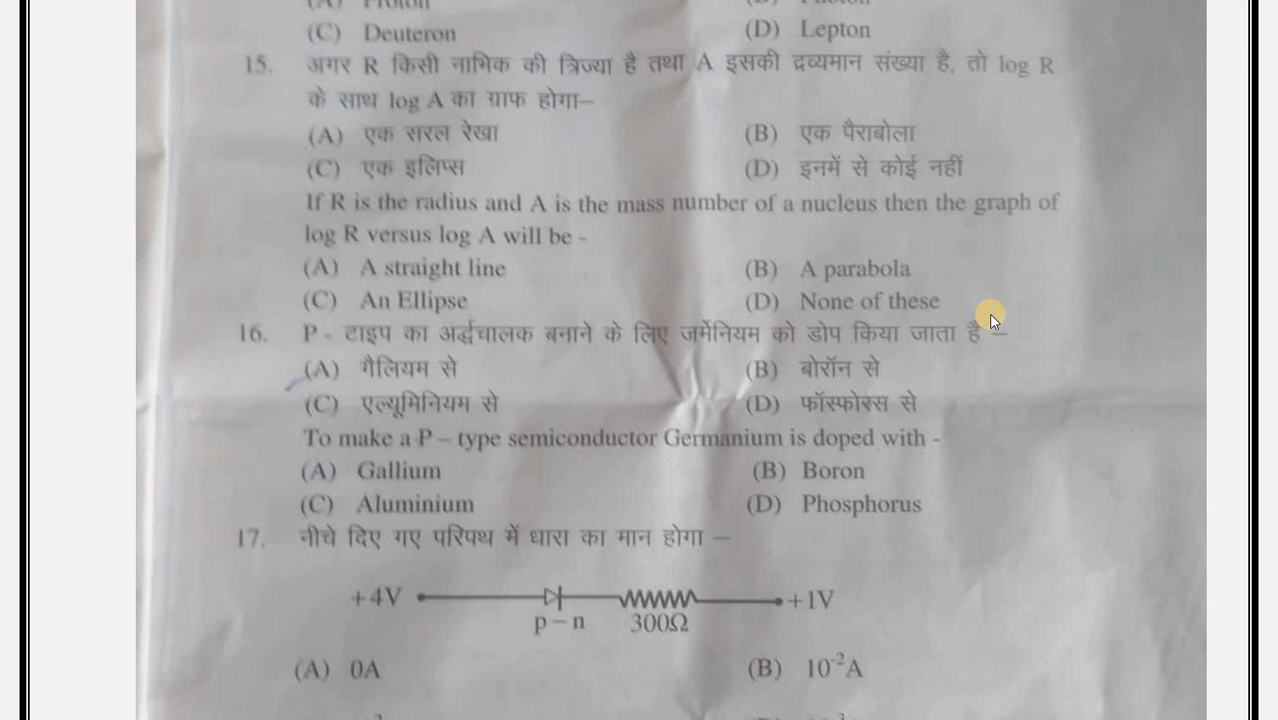 (C) Deuteron (D) Lepton
15. अगर R किसी नाभिक की त्रिज्या है तथा A इसकी द्रव्यमान संख्या है, तो log R
के साथ log A का ग्राफ होगा–
(A) एक सरल रेखा (B) एक पैराबोला
(C) एक इलिप्स (D) इनमें से कोई नहीं
If R is the radius and A is the mass number of a nucleus then the graph of
log R versus log A will be -
(A) A straight line (B) A parabola
(C) An Ellipse (D) None of these
16. P - टाइप का अर्द्धचालक बनाने के लिए जर्मेनियम को डोप किया जाता है –
(A) गैलियम से (B) बोरॉन से
(C) एल्यूमिनियम से (D) फॉस्फोरस से
To make a P – type semiconductor Germanium is doped with -
(A) Gallium (B) Boron
(C) Aluminium (D) Phosphorus
17. नीचे दिए गए परिपथ में धारा का मान होगा –
+4V +1V
p – n 300Ω
(A) 0A (B) 10⁻²A